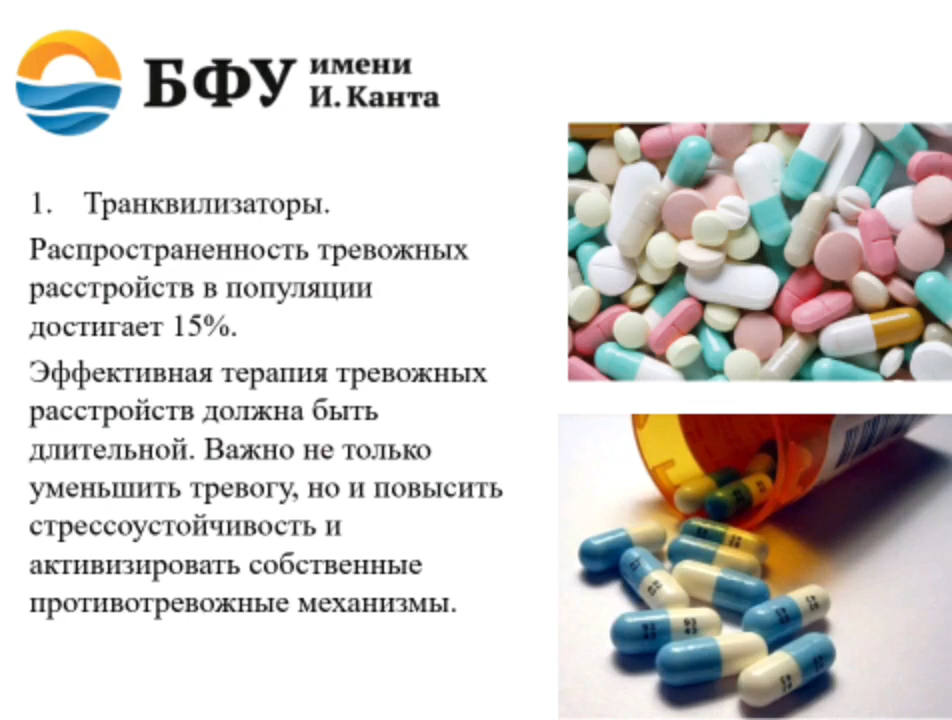 БФУ имени
И. Канта
1. Транквилизаторы.
Распространенность тревожных
расстройств в популяции
достигает 15%.
Эффективная терапия тревожных
расстройств должна быть
длительной. Важно не только
уменьшить тревогу, но и повысить
стрессоустойчивость и
активизировать собственные
противотревожные механизмы.